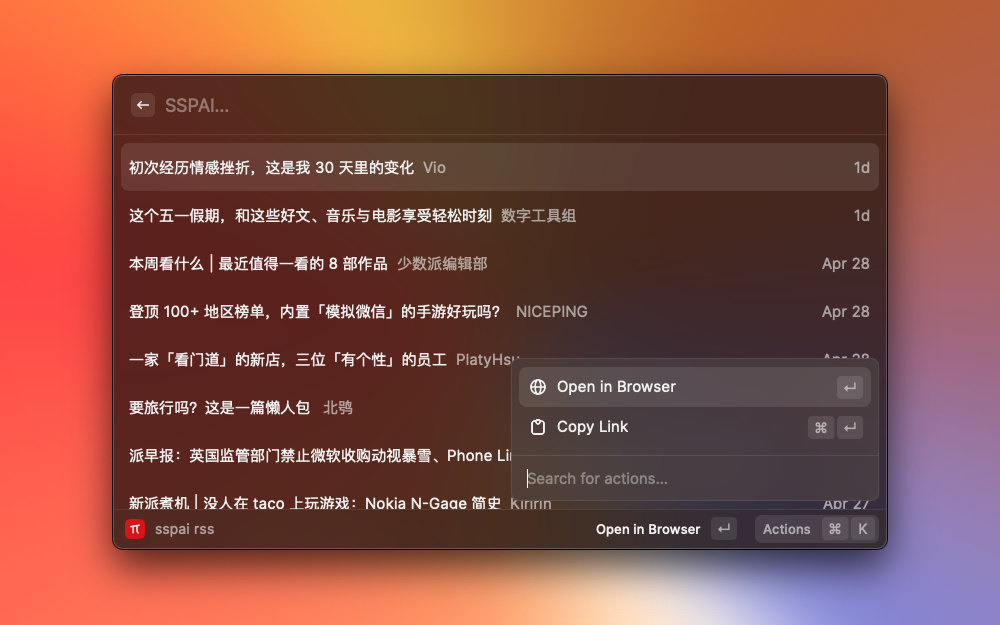 SSPAI...
初次经历情感挫折，这是我 30 天里的变化 Vio 1d
这个五一假期，和这些好文、音乐与电影享受轻松时刻 数字工具组 1d
本周看什么 | 最近值得一看的 8 部作品 少数派编辑部 Apr 28
登顶 100+ 地区榜单，内置「模拟微信」的手游好玩吗？ NICEPING Apr 28
一家「看门道」的新店，三位「有个性」的员工 PlatyHsu Apr 28
Open in Browser ↵
要旅行吗？这是一篇懒人包 北鸮
Copy Link ⌘ ↵
派早报：英国监管部门禁止微软收购动视暴雪、Phone
Search for actions...
新派煮机 | 没人在 taco 上玩游戏：Nokia N-Gage 简史 Kiririn Apr 27
π sspai rss Open in Browser ↵ Actions ⌘ K